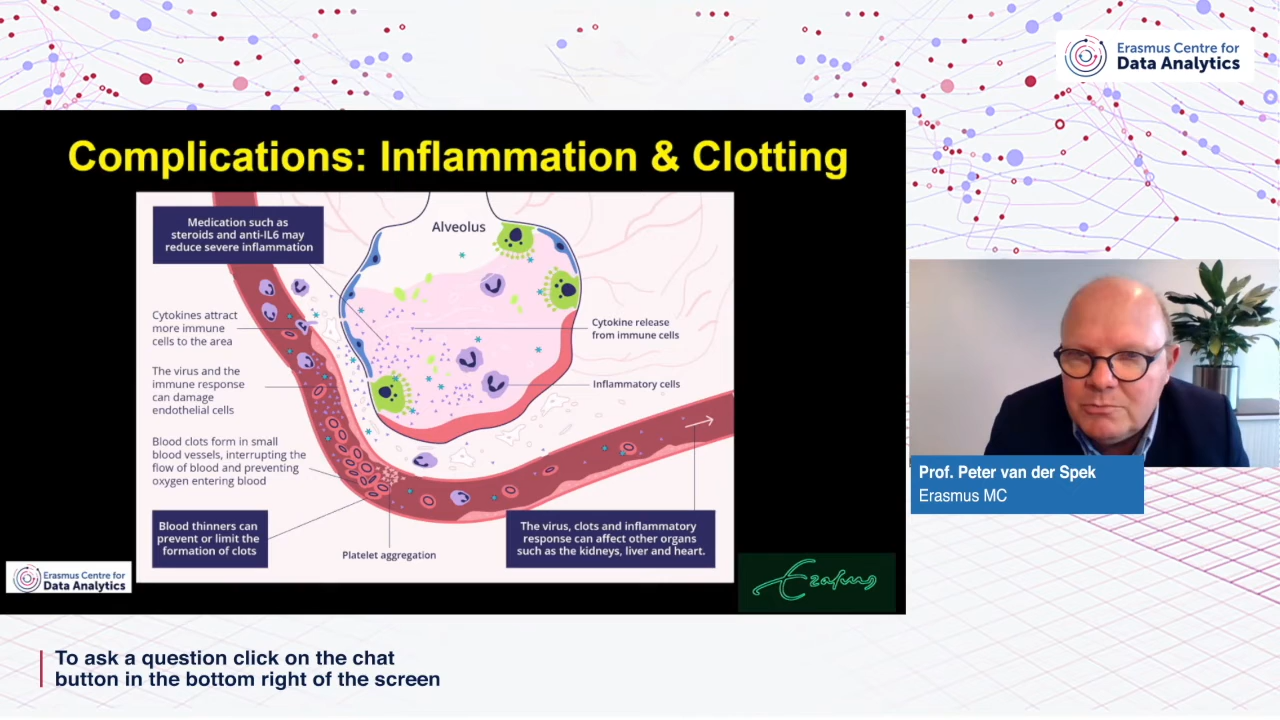 Erasmus Centre for
Data Analytics
Complications: Inflammation & Clotting
Medication such as
steroids and anti-IL6 may
reduce severe inflammation
Alveolus
Cytokines attract
more immune
cells to the area
Cytokine release
from immune cells
The virus and the
immune response
can damage
endothelial cells
Inflammatory cells
Blood clots form in small
blood vessels, interrupting the
flow of blood and preventing
oxygen entering blood
Blood thinners can
prevent or limit the
formation of clots
Platelet aggregation
The virus, clots and inflammatory
response can affect other organs
such as the kidneys, liver and heart.
Erasmus Centre for
Data Analytics
Erasmus
Prof. Peter van der Spek
Erasmus MC
To ask a question click on the chat
button in the bottom right of the screen